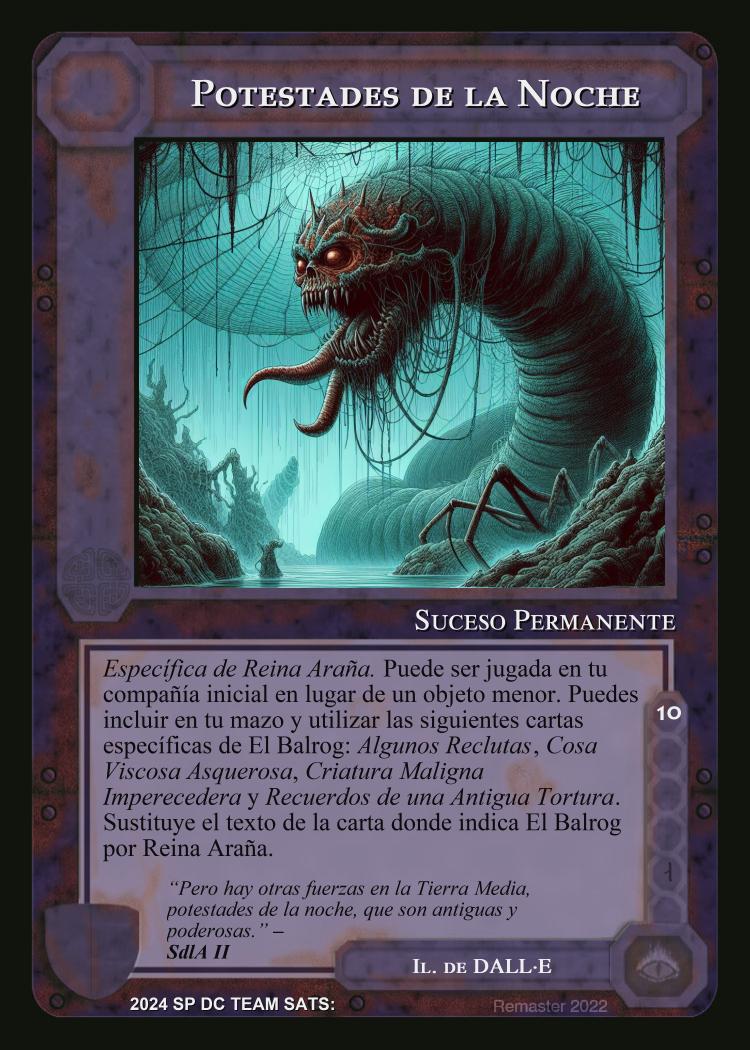 Potestades de la Noche
Suceso Permanente
Específica de Reina Araña. Puede ser jugada en tu
compañía inicial en lugar de un objeto menor. Puedes
incluir en tu mazo y utilizar las siguientes cartas
específicas de El Balrog: Algunos Reclutas, Cosa
Viscosa Asquerosa, Criatura Maligna
Imperecedera y Recuerdos de una Antigua Tortura.
Sustituye el texto de la carta donde indica El Balrog
por Reina Araña.
10
“Pero hay otras fuerzas en la Tierra Media,
potestades de la noche, que son antiguas y
poderosas.” –
SdlA II
Il. de DALL·E
2024 SP DC TEAM SATS:
Remaster 2022